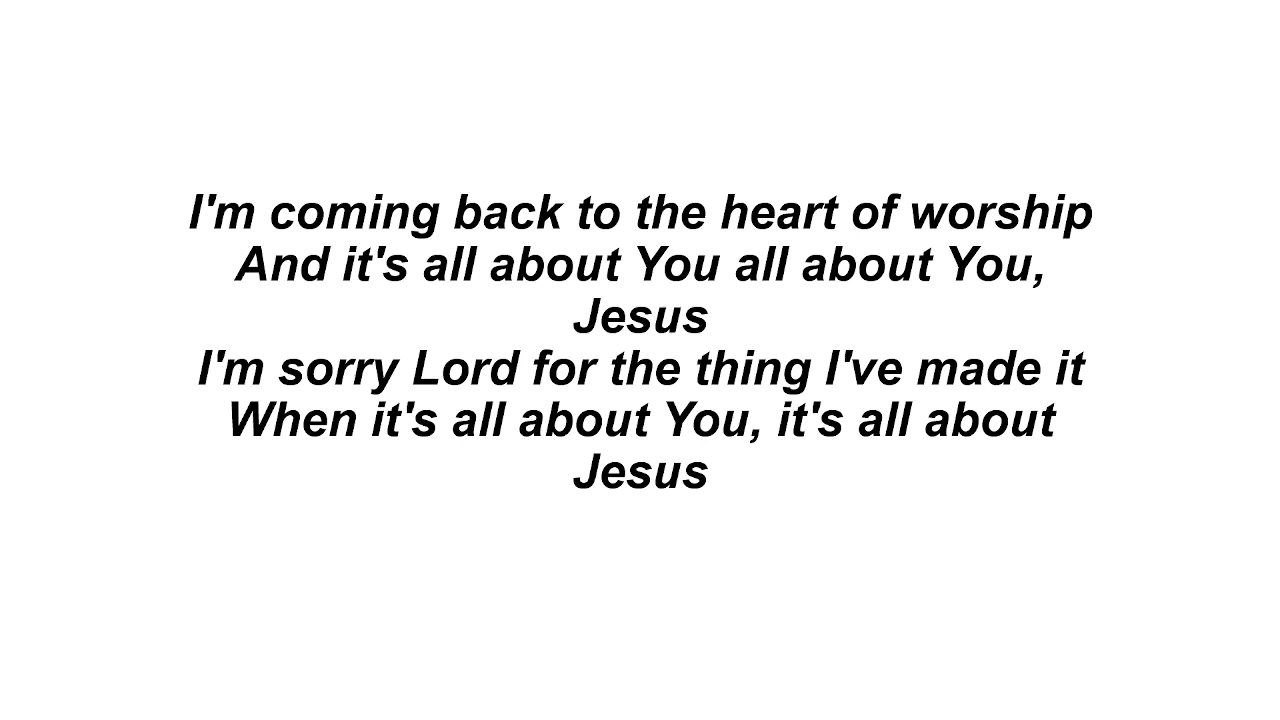 I'm coming back to the heart of worship
And it's all about You all about You,
Jesus
I'm sorry Lord for the thing I've made it
When it's all about You, it's all about
Jesus